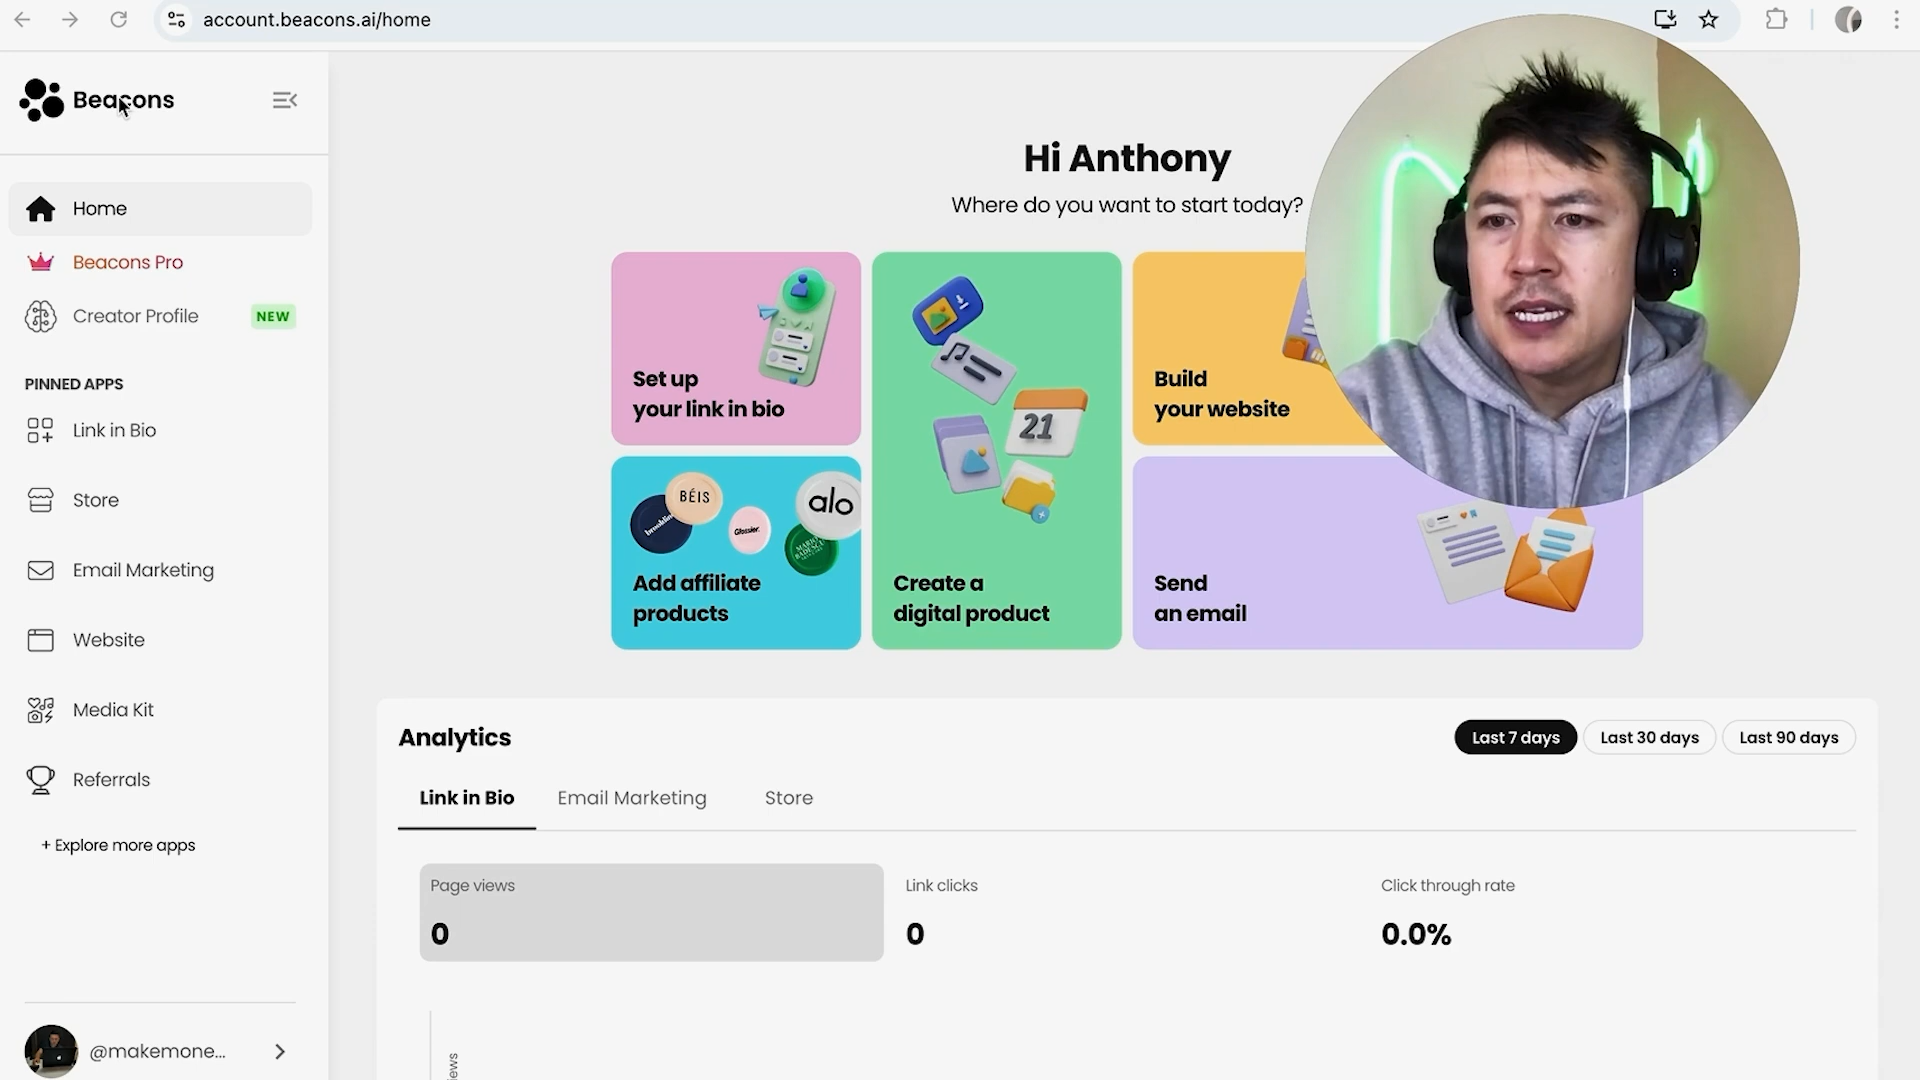 account.beacons.ai/home
Beacons
Home
Beacons Pro
Creator Profile
NEW
PINNED APPS
Link in Bio
Store
Email Marketing
Website
Media Kit
Referrals
+ Explore more apps
@makemone...
Hi Anthony
Where do you want to start today?
Set up
your link in bio
21
Create a
digital product
Build
your website
BÉIS
alo
Glossier.
MARIO
BADESCU
Add affiliate
products
Send
an email
Analytics
Last 7 days
Last 30 days
Last 90 days
Link in Bio
Email Marketing
Store
Page views
Link clicks
Click through rate
0
0
0.0%